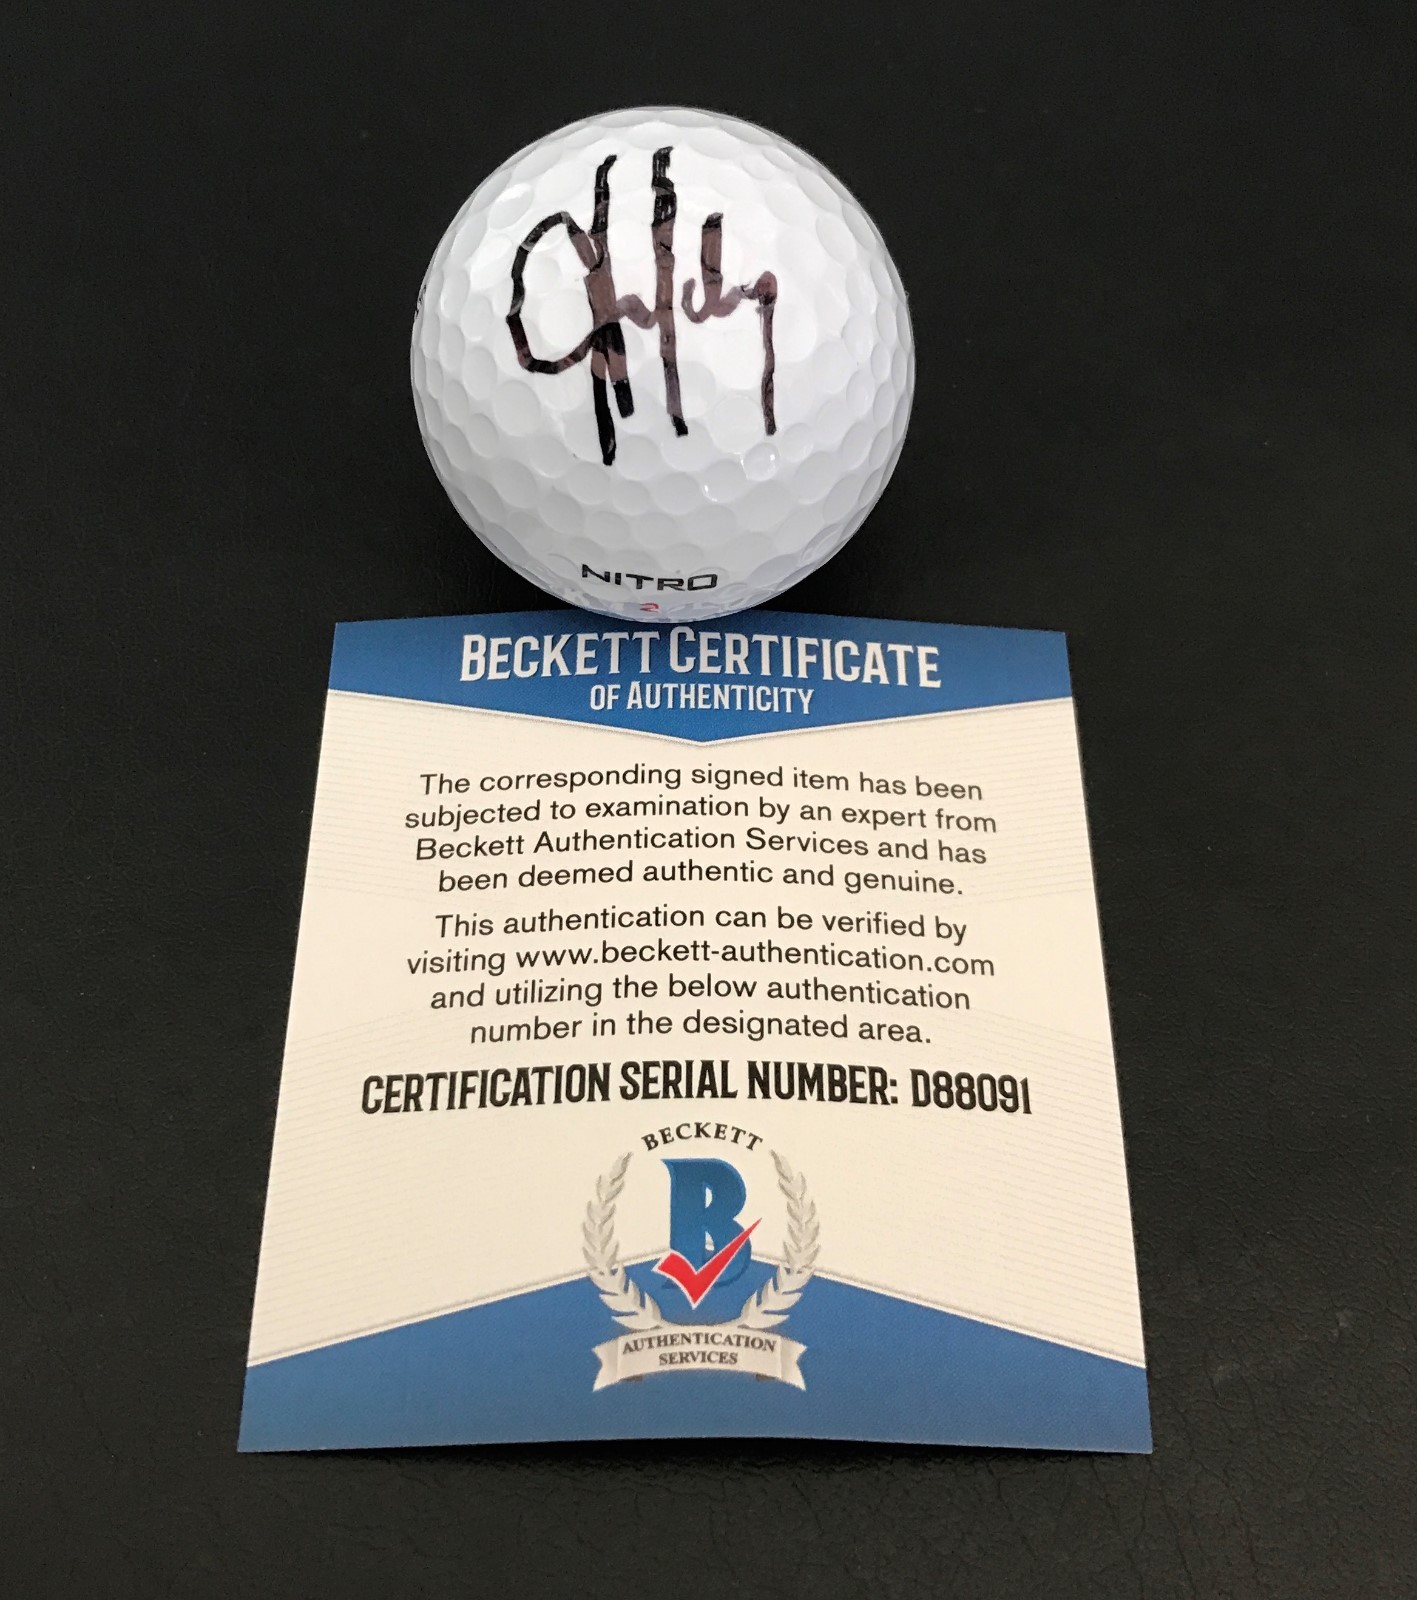 NITRO
BECKETT CERTIFICATE
OF AUTHENTICITY
The corresponding signed item has been
subjected to examination by an expert from
Beckett Authentication Services and has
been deemed authentic and genuine.
This authentication can be verified by
visiting www.beckett-authentication.com
and utilizing the below authentication
number in the designated area.
CERTIFICATION SERIAL NUMBER: D88091
BECKETT
B
AUTHENTICATION
SERVICES